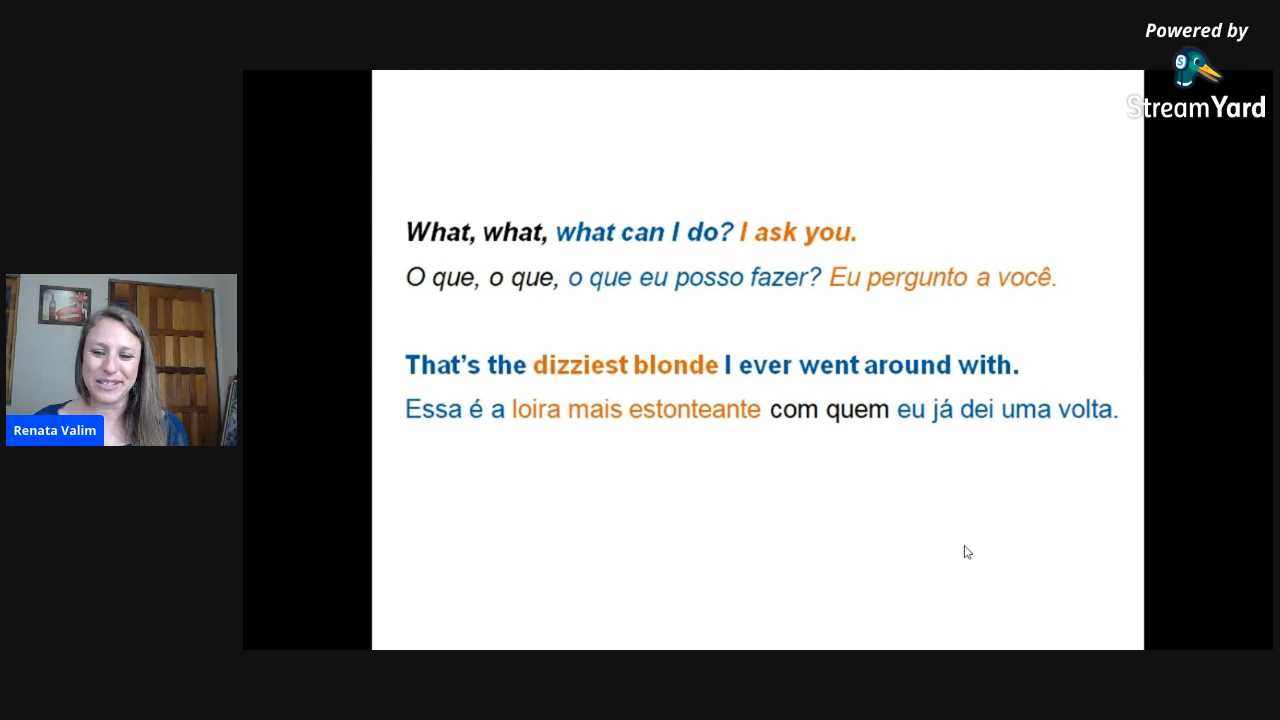 Powered by
StreamYard
What, what, what can I do? I ask you.
O que, o que, o que eu posso fazer? Eu pergunto a você.
That's the dizziest blonde I ever went around with.
Essa é a loira mais estonteante com quem eu já dei uma volta.
Renata Valim